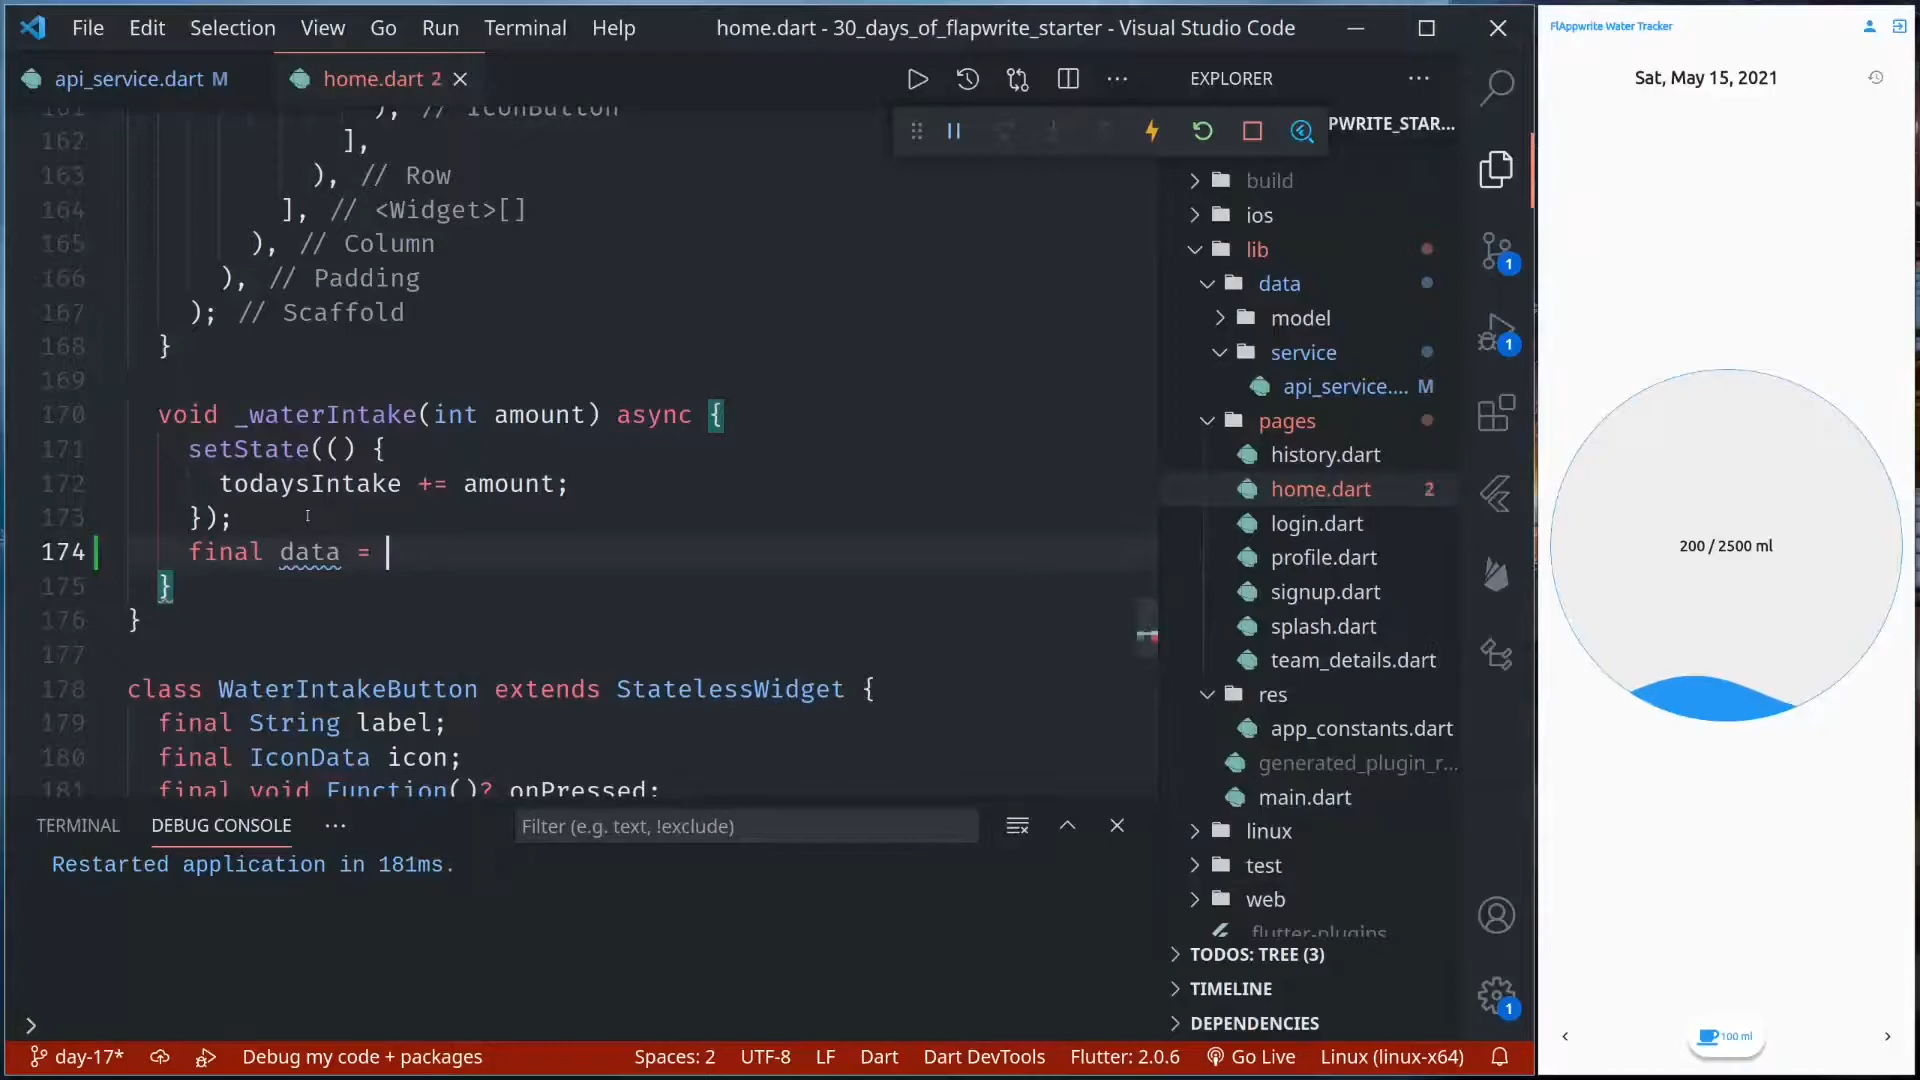 File Edit Selection View Go Run Terminal Help home.dart - 30_days_of_flapwrite_starter - Visual Studio Code
api_service.dart M home.dart 2
161 ), // IconButton
162 ],
163 ), // Row
164 ], // <Widget>[]
165 ), // Column
166 ), // Padding
167 ); // Scaffold
168 }
169
170 void _waterIntake(int amount) async {
171 setState(() {
172 todaysIntake += amount;
173 });
174 final data =
175 }
176 }
177
178 class WaterIntakeButton extends StatelessWidget {
179 final String label;
180 final IconData icon;
181 final void Function()? onPressed;
TERMINAL DEBUG CONSOLE
Filter (e.g. text, !exclude)
Restarted application in 181ms.
EXPLORER
PWRITE_STAR...
build
ios
lib
data
model
service
api_service.... M
pages
history.dart
home.dart 2
login.dart
profile.dart
signup.dart
splash.dart
team_details.dart
res
app_constants.dart
generated_plugin_r...
main.dart
linux
test
web
flutter-plugins
TODOS: TREE (3)
TIMELINE
DEPENDENCIES
1
1
1
day-17* Debug my code + packages Spaces: 2 UTF-8 LF Dart Dart DevTools Flutter: 2.0.6 Go Live Linux (linux-x64)
FlAppwrite Water Tracker
Sat, May 15, 2021
200 / 2500 ml
100 ml